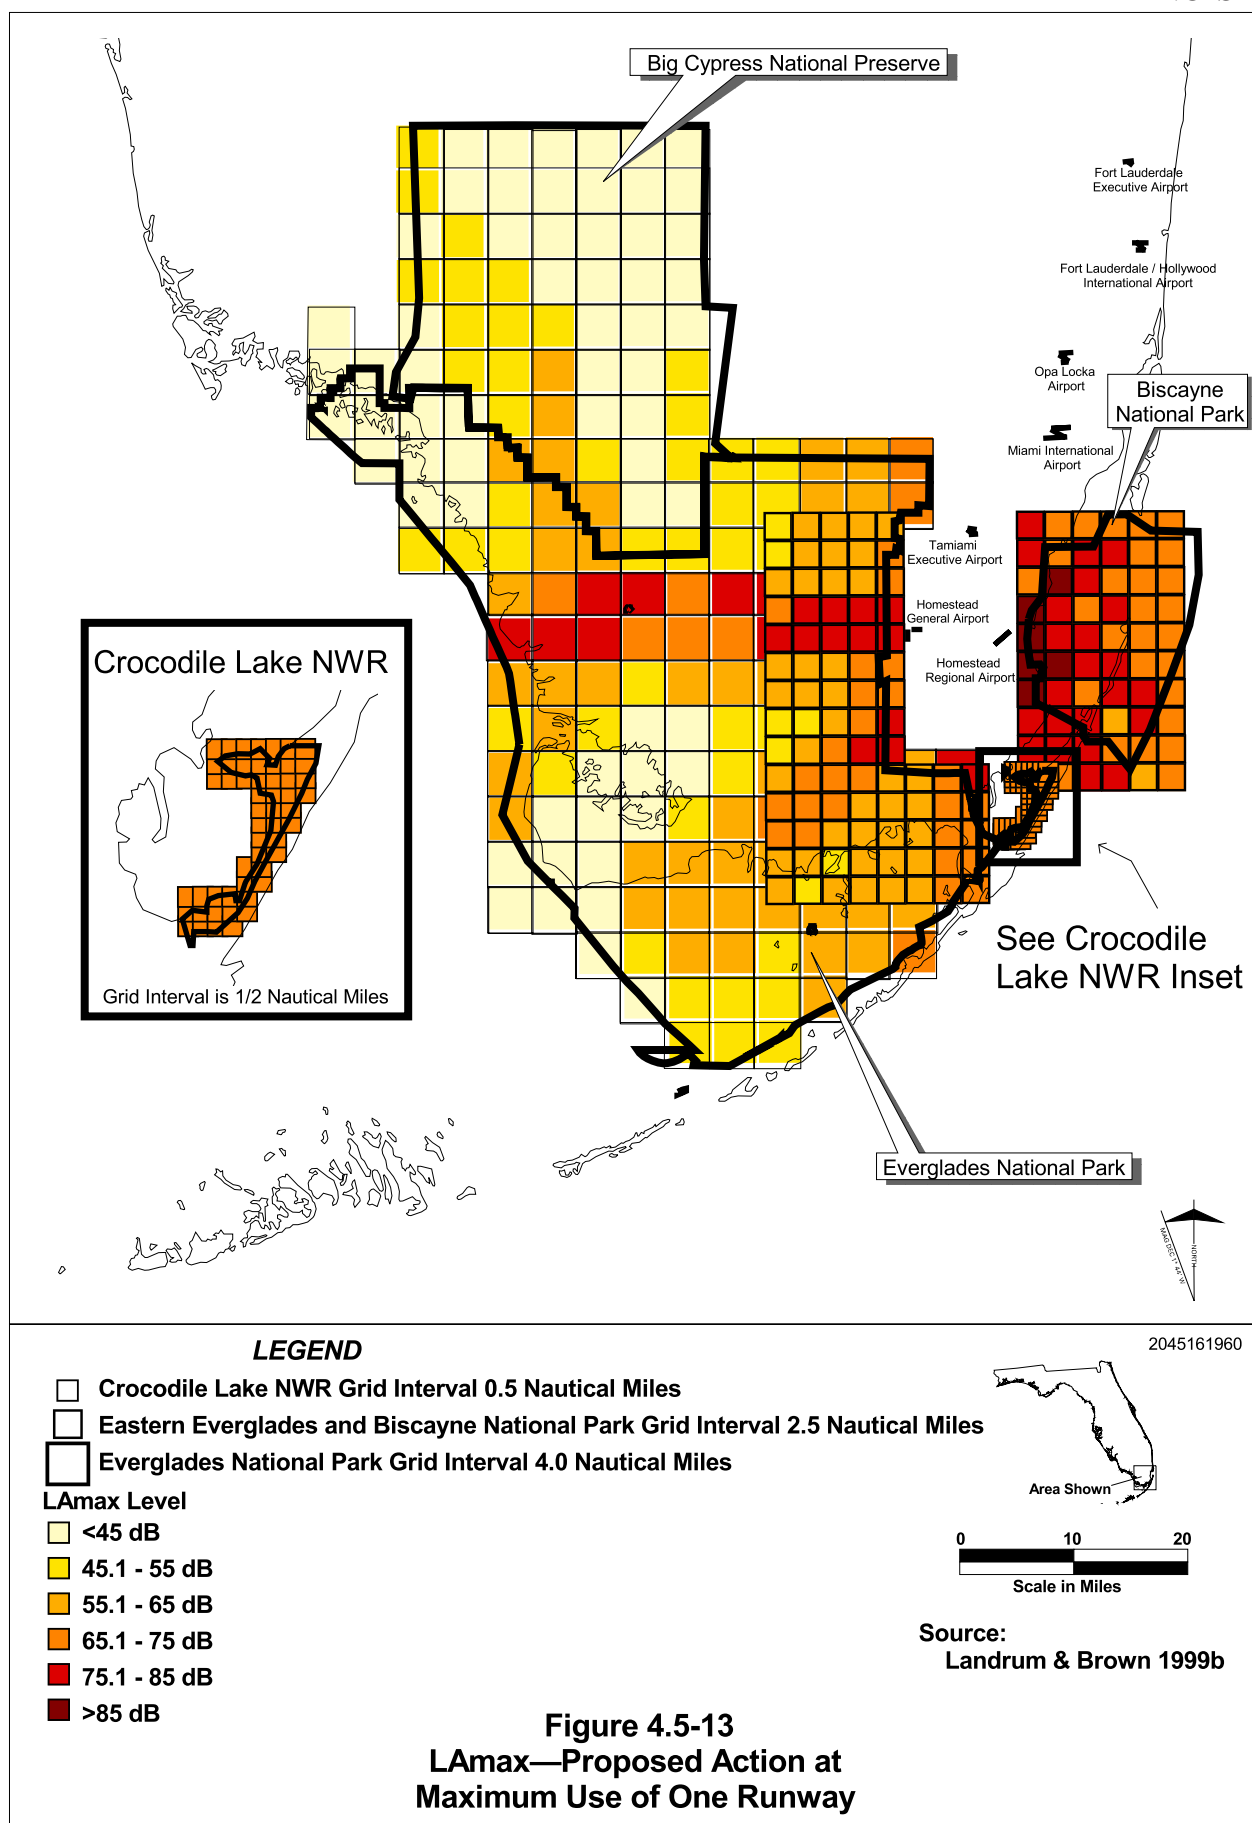 Big Cypress National Preserve
Fort Lauderdale
Executive Airport
Fort Lauderdale / Hollywood
International Airport
Opa Locka
Airport
Biscayne
National Park
Miami International
Airport
Tamiami
Executive Airport
Homestead
General Airport
Homestead
Regional Airport
Crocodile Lake NWR
Grid Interval is 1/2 Nautical Miles
See Crocodile
Lake NWR Inset
Everglades National Park
MAG DEC 1° 44' W
NORTH
LEGEND
2045161960
Crocodile Lake NWR Grid Interval 0.5 Nautical Miles
Eastern Everglades and Biscayne National Park Grid Interval 2.5 Nautical Miles
Everglades National Park Grid Interval 4.0 Nautical Miles
Area Shown
LAmax Level
<45 dB
45.1 - 55 dB
55.1 - 65 dB
65.1 - 75 dB
75.1 - 85 dB
>85 dB
0 10 20
Scale in Miles
Source:
Landrum & Brown 1999b
Figure 4.5-13
LAmax—Proposed Action at
Maximum Use of One Runway